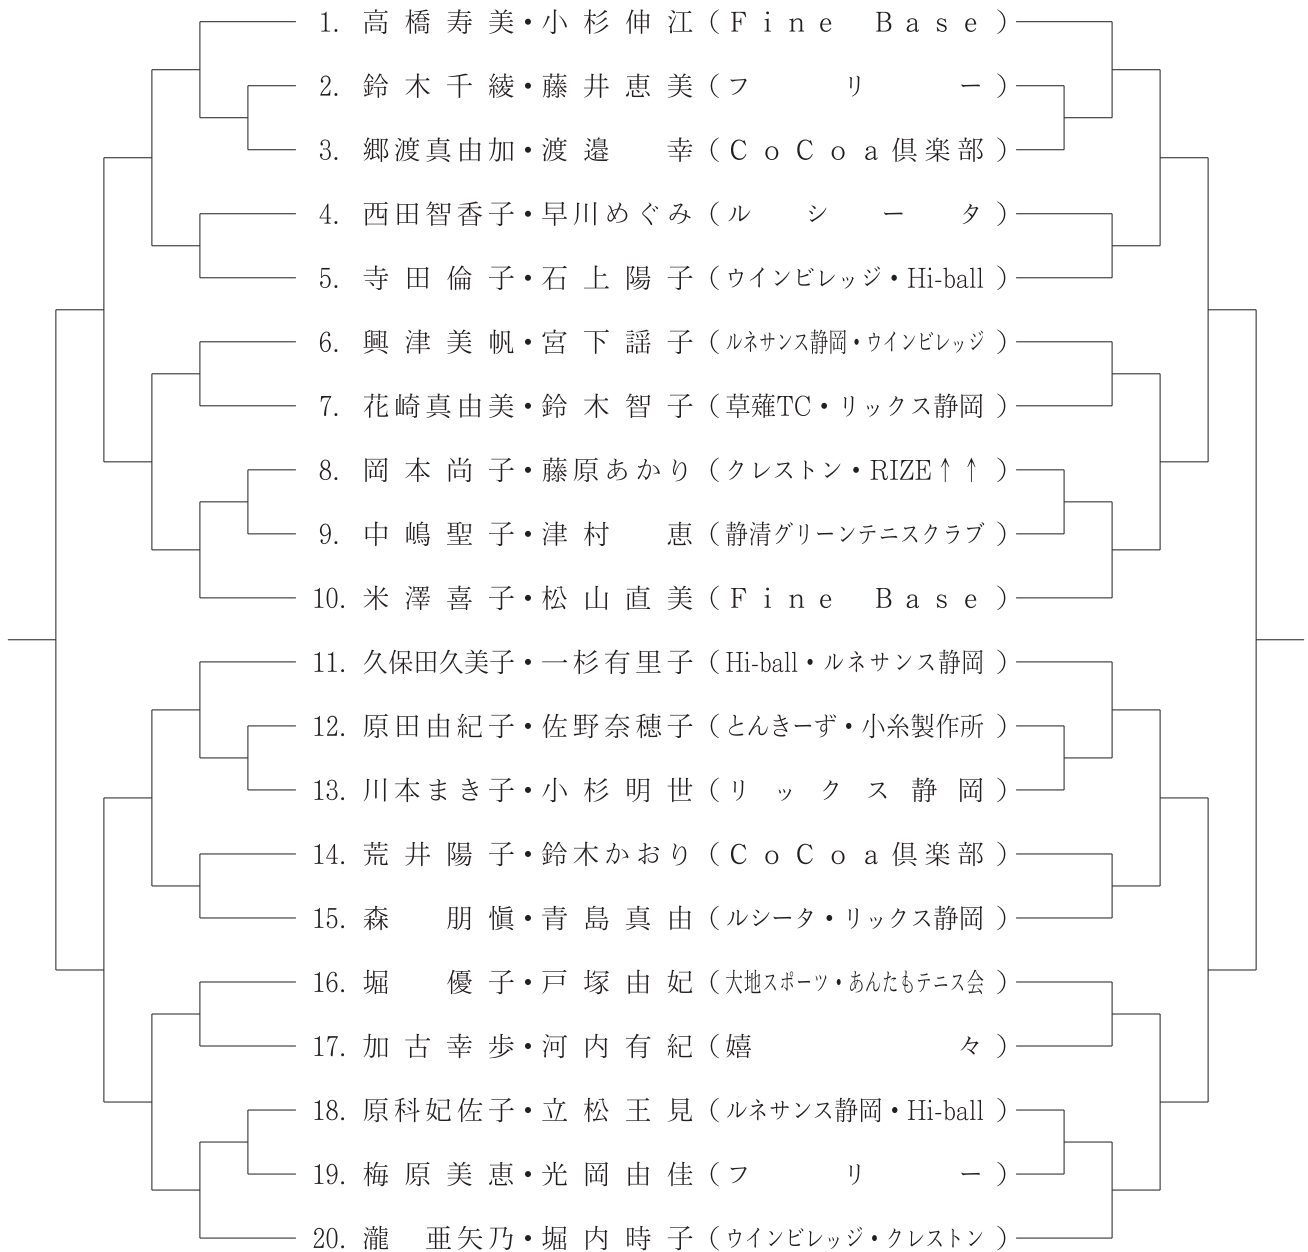 1. 高橋寿美・小杉伸江（Fine Base）
2. 鈴木千綾・藤井恵美（フリー）
3. 郷渡真由加・渡邉 幸（CoCoa倶楽部）
4. 西田智香子・早川めぐみ（ルシータ）
5. 寺田倫子・石上陽子（ウインビレッジ・Hi-ball）
6. 興津美帆・宮下謡子（ルネサンス静岡・ウインビレッジ）
7. 花崎真由美・鈴木智子（草薙TC・リックス静岡）
8. 岡本尚子・藤原あかり（クレストン・RIZE↑↑）
9. 中嶋聖子・津村 恵（静清グリーンテニスクラブ）
10. 米澤喜子・松山直美（Fine Base）
11. 久保田久美子・一杉有里子（Hi-ball・ルネサンス静岡）
12. 原田由紀子・佐野奈穂子（とんきーず・小糸製作所）
13. 川本まき子・小杉明世（リックス静岡）
14. 荒井陽子・鈴木かおり（CoCoa倶楽部）
15. 森 朋愼・青島真由（ルシータ・リックス静岡）
16. 堀 優子・戸塚由妃（大地スポーツ・あんたもテニス会）
17. 加古幸歩・河内有紀（嬉々）
18. 原科妃佐子・立松王見（ルネサンス静岡・Hi-ball）
19. 梅原美恵・光岡由佳（フリー）
20. 瀧 亜矢乃・堀内時子（ウインビレッジ・クレストン）